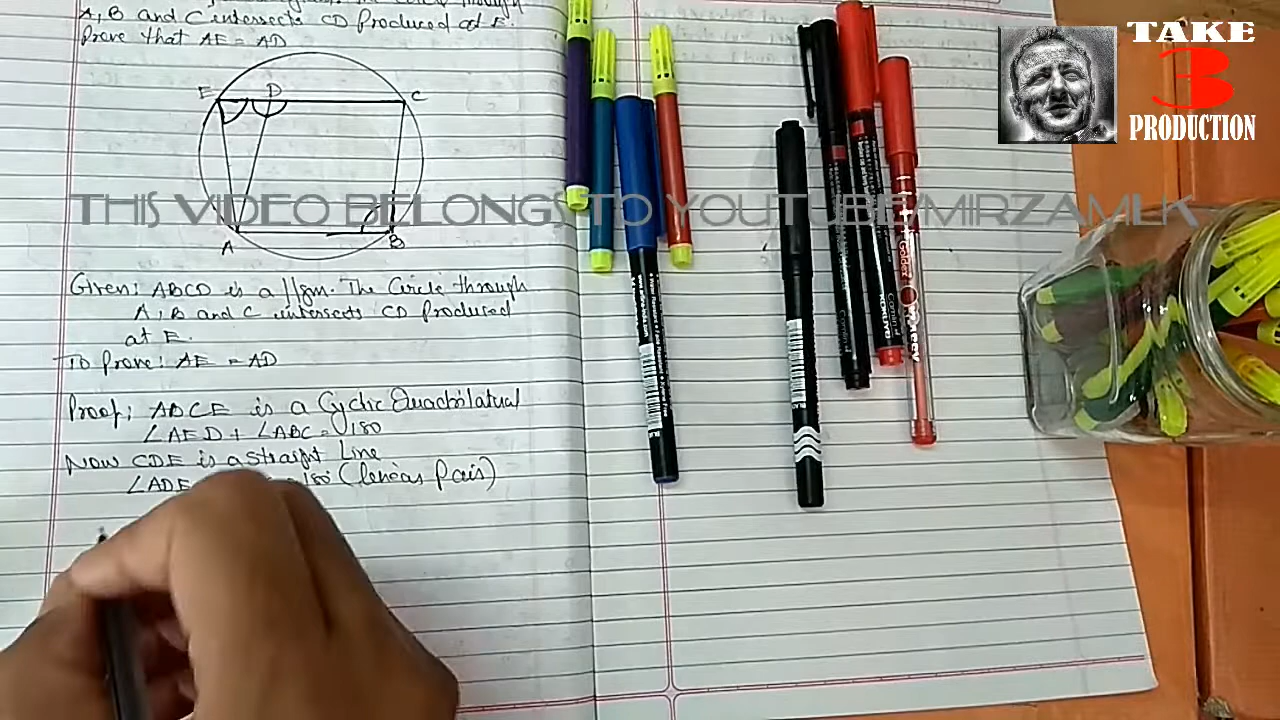 A, B and C intersects CD Produced at E.
Prove that AE = AD
E D C
A B
Given: ABCD is a ||gm. The Circle through
A, B and C intersects CD Produced
at E.
To Prove: AE = AD
Proof: ABCE is a Cyclic Quadrilatual
∠AED + ∠ABC = 180
Now CDE is a straight Line
∠ADE 180° (lenear Pair)
THIS VIDEO BELONGS TO YOUTUBE/MIRZAMLK
TAKE
3
PRODUCTION